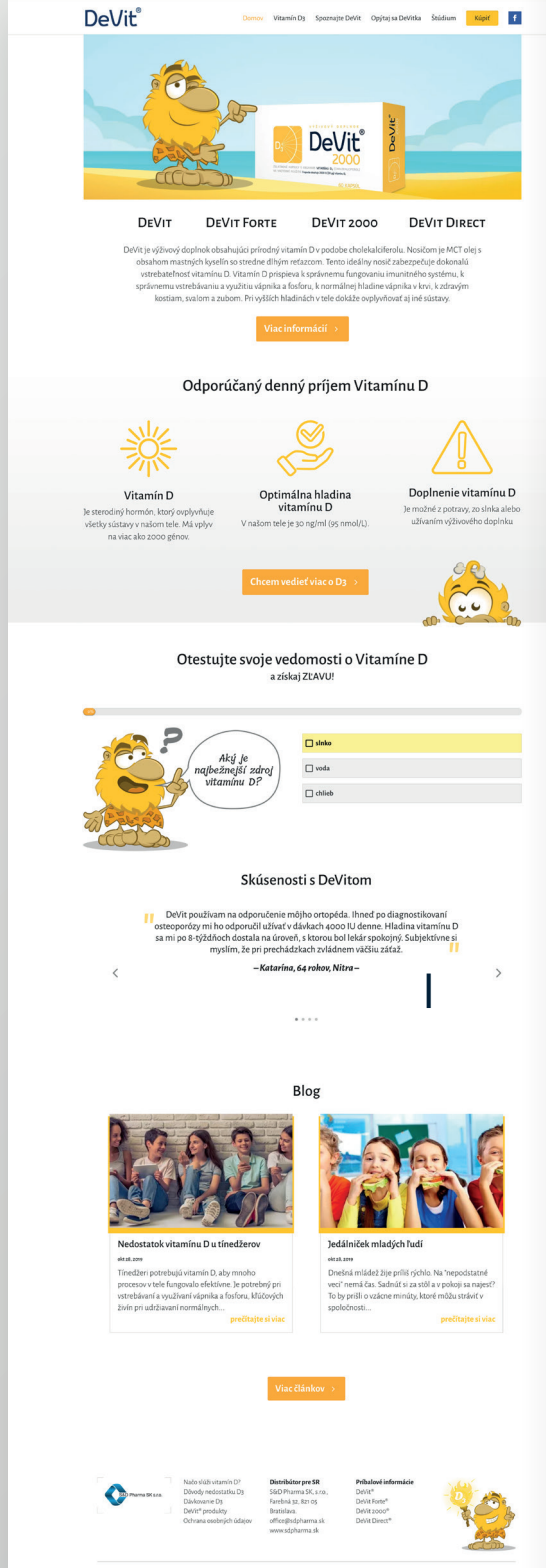 DeVit®
Domov Vitamín D3 Spoznajte DeVit Opýtaj sa DeVitka Štúdium Kúpiť f
D3 DeVit®
2000
DeVit®
DeVit DeVit Forte DeVit 2000 DeVit Direct
DeVit je výživový doplnok obsahujúci prírodný vitamín D v podobe cholekalciferolu. Nosičom je MCT olej s
obsahom mastných kyselín so stredne dlhým reťazcom. Tento ideálny nosič zabezpečuje dokonalú
vstrebateľnosť vitamínu D. Vitamín D prispieva k správnemu fungovaniu imunitného systému, k
správnemu vstrebávaniu a využitiu vápnika a fosforu, k normálnej hladine vápnika v krvi, k zdravým
kostiam, svalom a zubom. Pri vyšších hladinách v tele dokáže ovplyvňovať aj iné sústavy.
Viac informácií >
Odporúčaný denný príjem Vitamínu D
Vitamín D
Je sterodiný hormón, ktorý ovplyvňuje
všetky sústavy v našom tele. Má vplyv
na viac ako 2000 génov.
Optimálna hladina
vitamínu D
V našom tele je 30 ng/ml (95 nmol/L).
Doplnenie vitamínu D
Je možné z potravy, zo slnka alebo
užívaním výživového doplnku
Chcem vedieť viac o D3 >
Otestujte svoje vedomosti o Vitamíne D
a získaj ZĽAVU!
?
Aký je
najbežnejší zdroj
vitamínu D?
slnko
voda
chlieb
Skúsenosti s DeVitom
" DeVit používam na odporučenie môjho ortopéda. Ihneď po diagnostikovaní
osteoporózy mi ho odporučil užívať v dávkach 4000 IU denne. Hladina vitamínu D
sa mi po 8-týždňoch dostala na úroveň, s ktorou bol lekár spokojný. Subjektívne si
myslím, že pri prechádzkach zvládnem väčšiu záťaž. "
– Katarína, 64 rokov, Nitra –
Blog
Nedostatok vitamínu D u tínedžerov
okt 28, 2019
Tínedžeri potrebujú vitamín D, aby mnoho
procesov v tele fungovalo efektívne. Je potrebný pri
vstrebávaní a využívaní vápnika a fosforu, kľúčových
živín pri udržiavaní normálnych...
prečítajte si viac
Jedálniček mladých ľudí
okt 28, 2019
Dnešná mládež žije príliš rýchlo. Na "nepodstatné
veci" nemá čas. Sadnúť si za stôl a v pokoji sa najesť?
To by prišli o vzácne minúty, ktoré môžu stráviť v
spoločnosti...
prečítajte si viac
Viac článkov >
S&D Pharma SK s.r.o.
Načo slúži vitamín D?
Dôvody nedostatku D3
Dávkovanie D3
DeVit® produkty
Ochrana osobných údajov
Distribútor pre SR
S&D Pharma SK, s.r.o.,
Farebná 32, 821 05
Bratislava.
office@sdpharma.sk
www.sdpharma.sk
Príbalové informácie
DeVit®
DeVit Forte®
DeVit 2000®
DeVit Direct®
D3